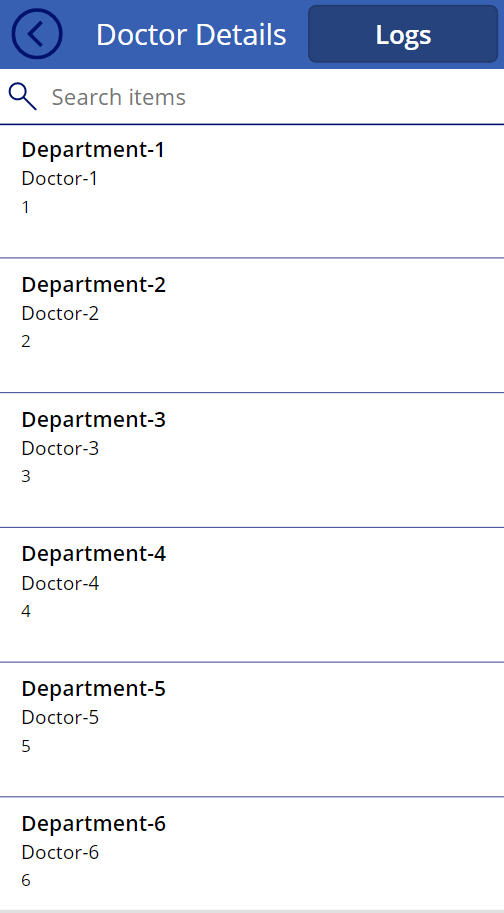 Doctor Details
Logs
Search items
Department-1
Doctor-1
1
Department-2
Doctor-2
2
Department-3
Doctor-3
3
Department-4
Doctor-4
4
Department-5
Doctor-5
5
Department-6
Doctor-6
6